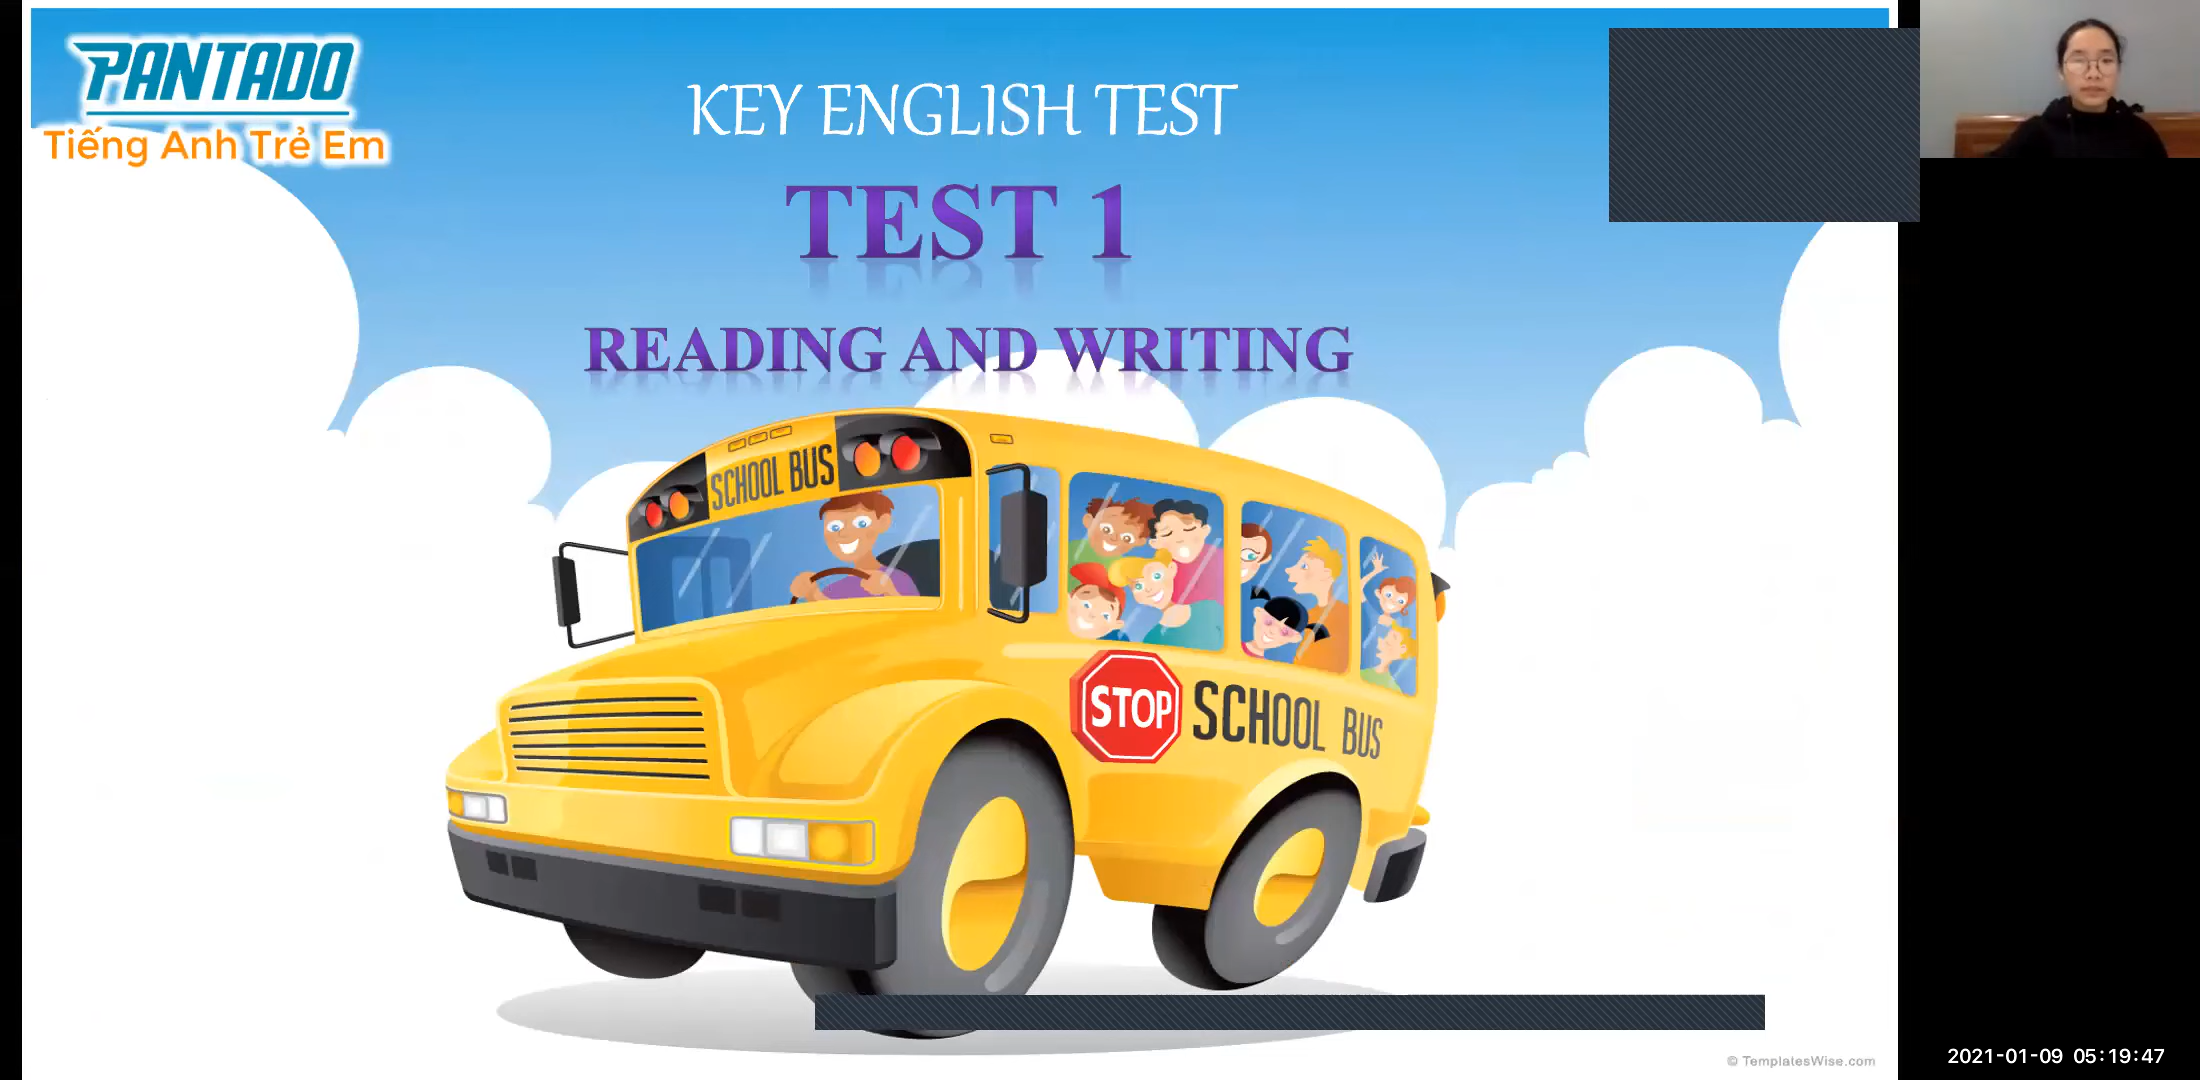 PANTADO
Tiếng Anh Trẻ Em
KEY ENGLISH TEST
TEST 1
READING AND WRITING
SCHOOL BUS
STOP
SCHOOL BUS
© TemplatesWise.com
2021-01-09 05:19:47